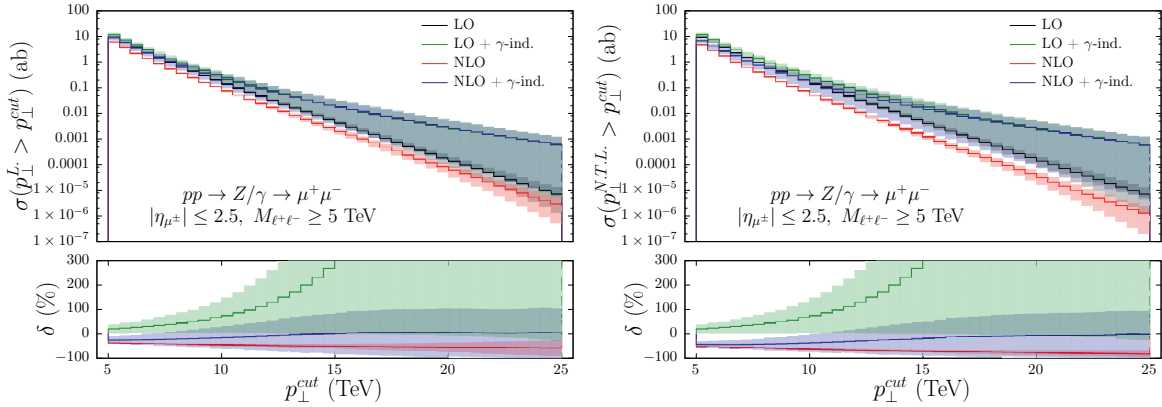 σ(p⊥^L. > p⊥^cut) (ab)
100
10
1
0.1
0.01
0.001
0.0001
1 × 10⁻⁵
1 × 10⁻⁶
1 × 10⁻⁷
LO
LO + γ-ind.
NLO
NLO + γ-ind.
pp → Z/γ → μ⁺μ⁻
|η_μ±| ≤ 2.5, M_ℓ⁺ℓ⁻ ≥ 5 TeV
δ (%)
300
200
100
0
−100
5 10 15 20 25
p⊥^cut (TeV)
σ(p⊥^N.T.L. > p⊥^cut) (ab)
100
10
1
0.1
0.01
0.001
0.0001
1 × 10⁻⁵
1 × 10⁻⁶
1 × 10⁻⁷
LO
LO + γ-ind.
NLO
NLO + γ-ind.
pp → Z/γ → μ⁺μ⁻
|η_μ±| ≤ 2.5, M_ℓ⁺ℓ⁻ ≥ 5 TeV
δ (%)
300
200
100
0
−100
5 10 15 20 25
p⊥^cut (TeV)